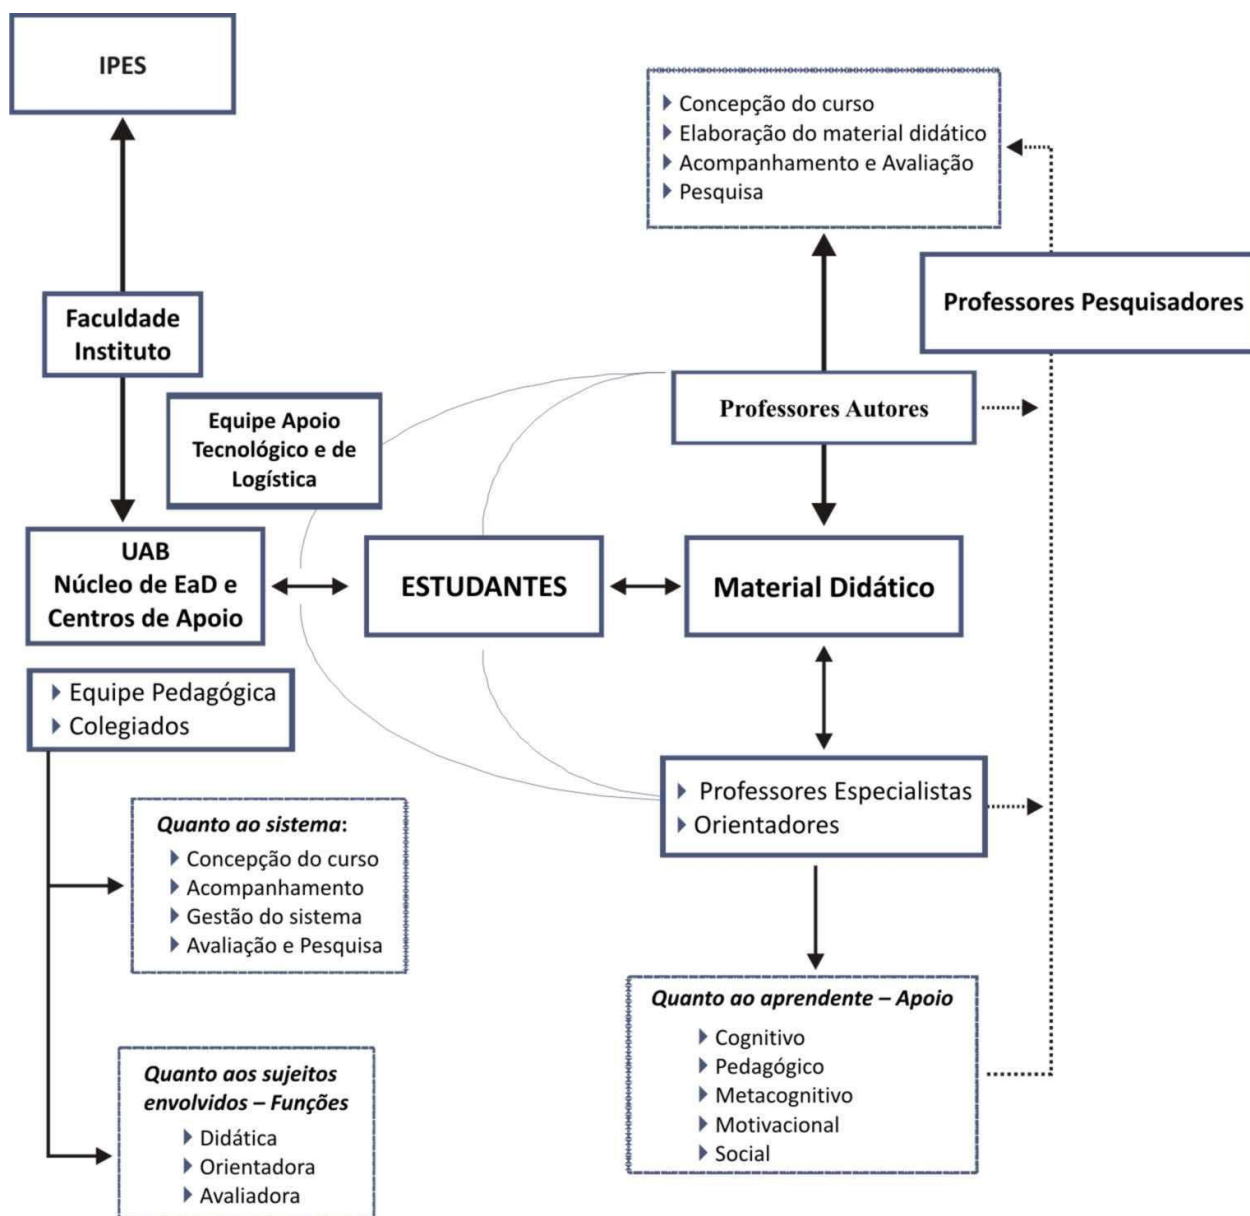 IPES
Concepção do curso
Elaboração do material didático
Acompanhamento e Avaliação
Pesquisa
Professores Pesquisadores
Faculdade
Instituto
Equipe Apoio
Tecnológico e de
Logística
Professores Autores
UAB
Núcleo de EaD e
Centros de Apoio
ESTUDANTES
Material Didático
Equipe Pedagógica
Colegiados
Professores Especialistas
Orientadores
Quanto ao sistema:
Concepção do curso
Acompanhamento
Gestão do sistema
Avaliação e Pesquisa
Quanto ao aprendente – Apoio
Cognitivo
Pedagógico
Metacognitivo
Motivacional
Social
Quanto aos sujeitos
envolvidos – Funções
Didática
Orientadora
Avaliadora